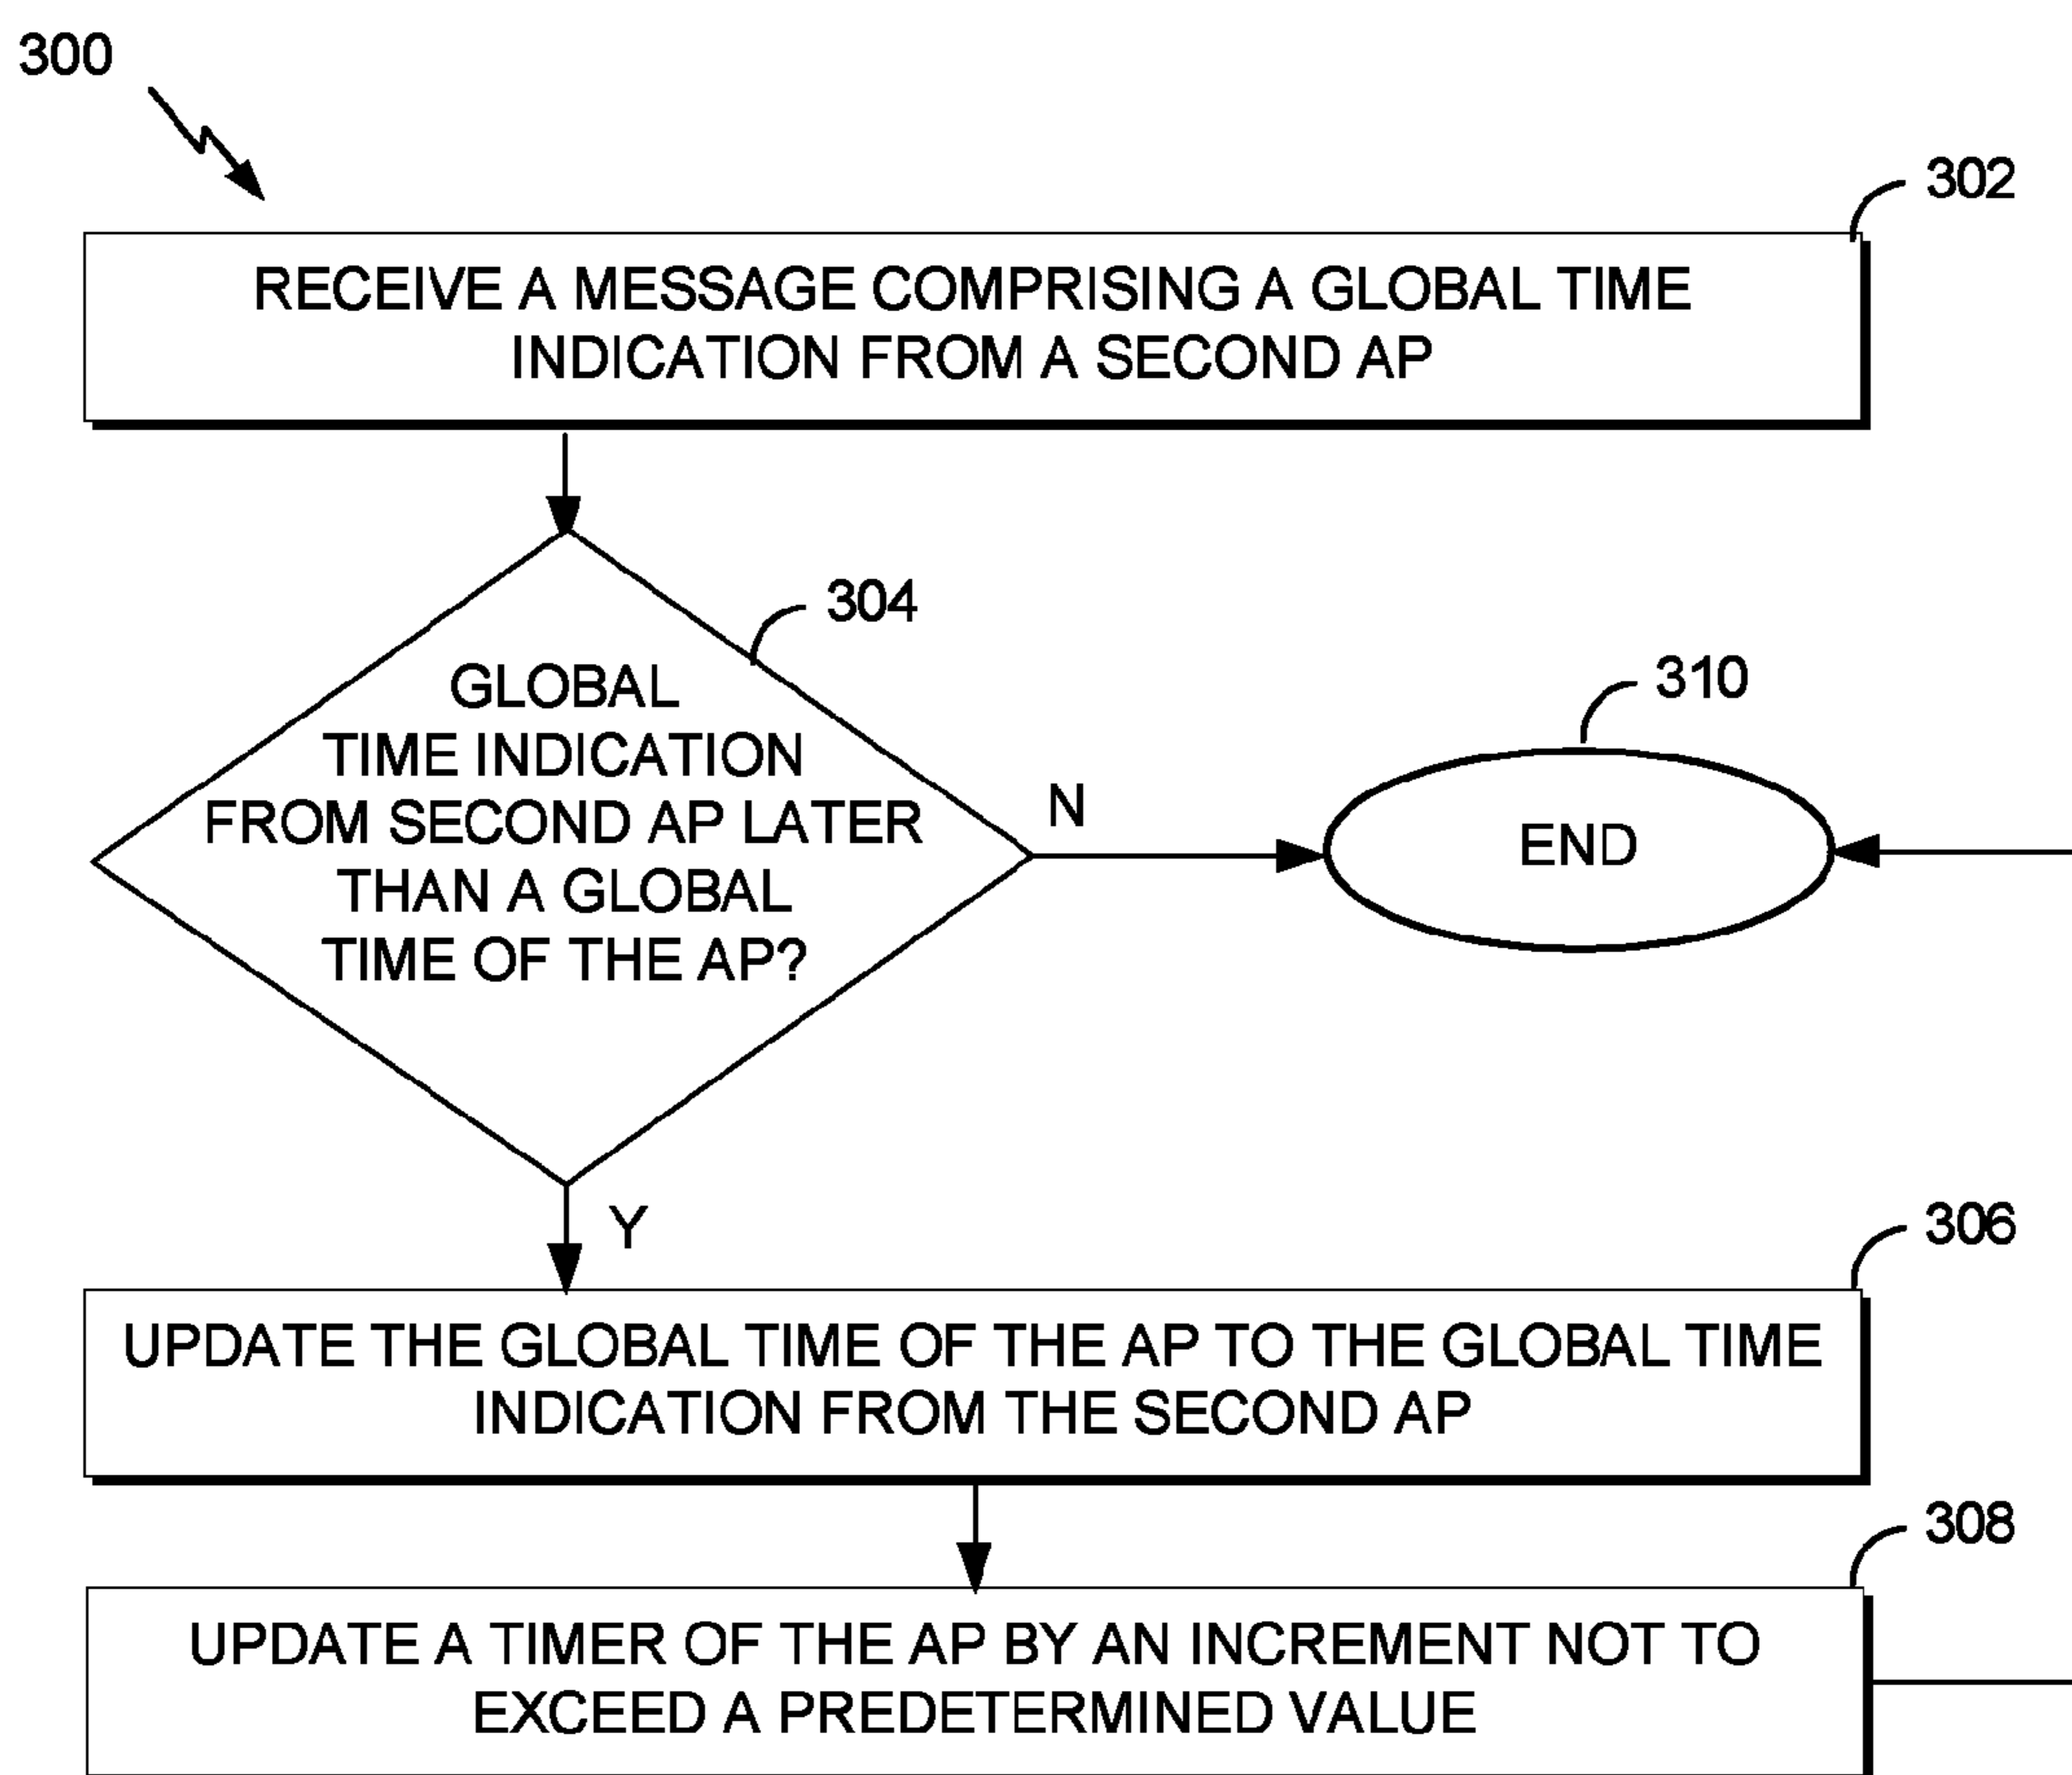 300
302
RECEIVE A MESSAGE COMPRISING A GLOBAL TIME
INDICATION FROM A SECOND AP
304
GLOBAL
TIME INDICATION
FROM SECOND AP LATER
THAN A GLOBAL
TIME OF THE AP?
N
310
END
Y
306
UPDATE THE GLOBAL TIME OF THE AP TO THE GLOBAL TIME
INDICATION FROM THE SECOND AP
308
UPDATE A TIMER OF THE AP BY AN INCREMENT NOT TO
EXCEED A PREDETERMINED VALUE